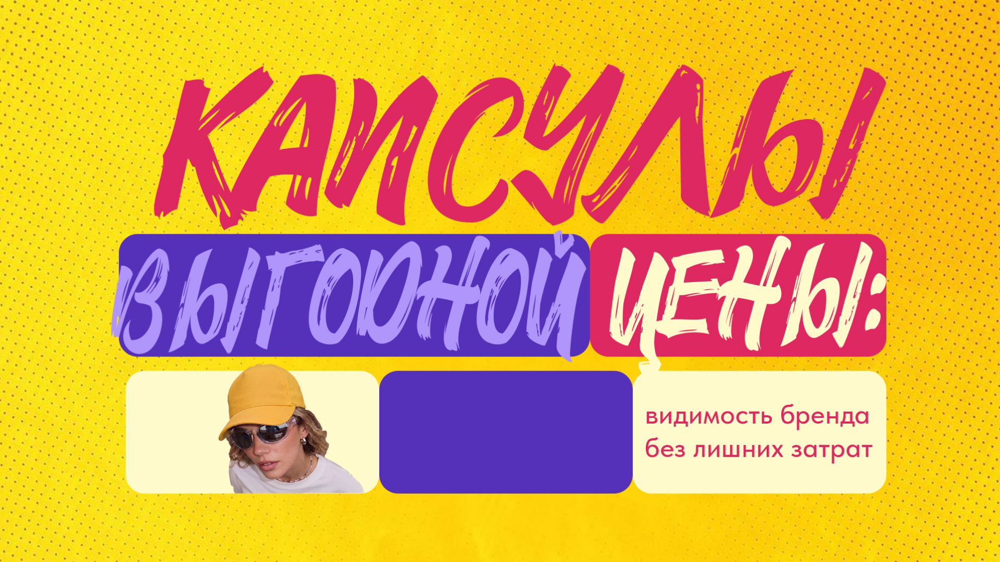 КАПСУЛЫ
ВЫГОДНОЙ ЦЕНЫ:
видимость бренда
без лишних затрат